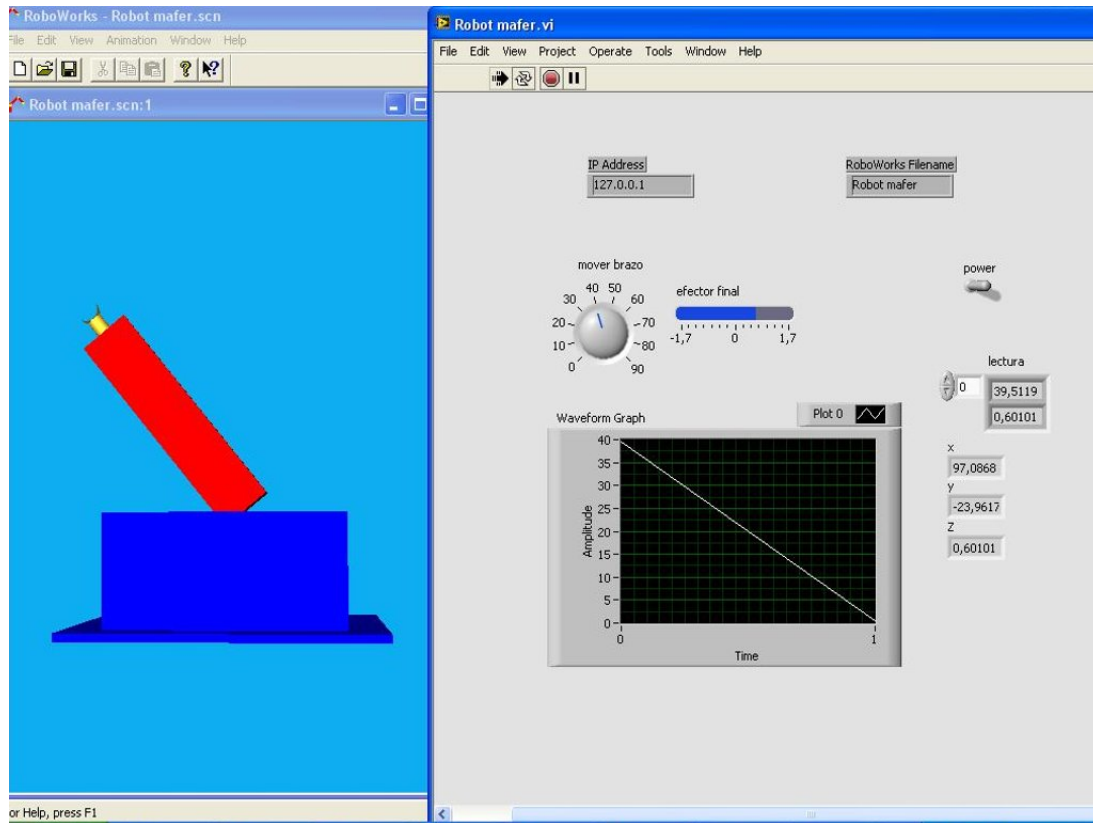 RoboWorks - Robot mafer.scn
File Edit View Animation Window Help
Robot mafer.scn:1
or Help, press F1
Robot mafer.vi
File Edit View Project Operate Tools Window Help
IP Address
127.0.0.1
RoboWorks Filename
Robot mafer
mover brazo
0 10 20 30 40 50 60 70 80 90
efector final
-1,7 0 1,7
power
lectura
0
39,5119
0,60101
x
97,0868
y
-23,9617
Z
0,60101
Waveform Graph
Plot 0
Amplitude
40
35
30
25
20
15
10
5
0
0 1
Time